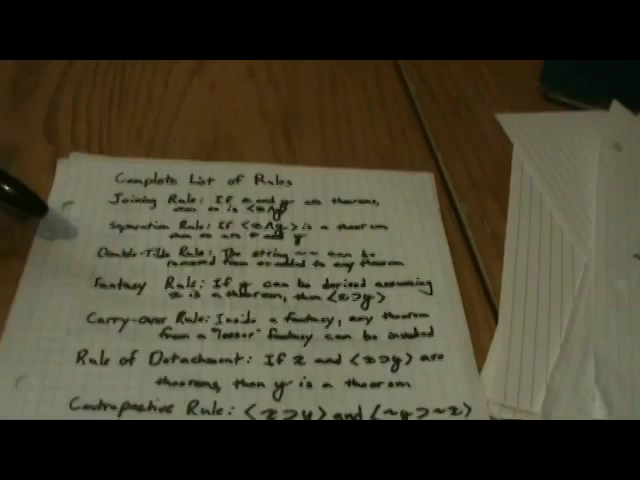 Complete List of Rules
Joining Rule: If x and y are theorems,
then so is <x∧y>
Separation Rule: If <x∧y> is a theorem
then so are x and y
Double-Tilde Rule: The string ~~ can be
removed from or added to any theorem
Fantasy Rule: If y can be derived assuming
x is a theorem, then <x⊃y>
Carry-over Rule: Inside a fantasy, any theorem
from a "lesser" fantasy can be invoked
Rule of Detachment: If x and <x⊃y> are
theorems, then y is a theorem
Contrapositive Rule: <x⊃y> and <~y⊃~x>